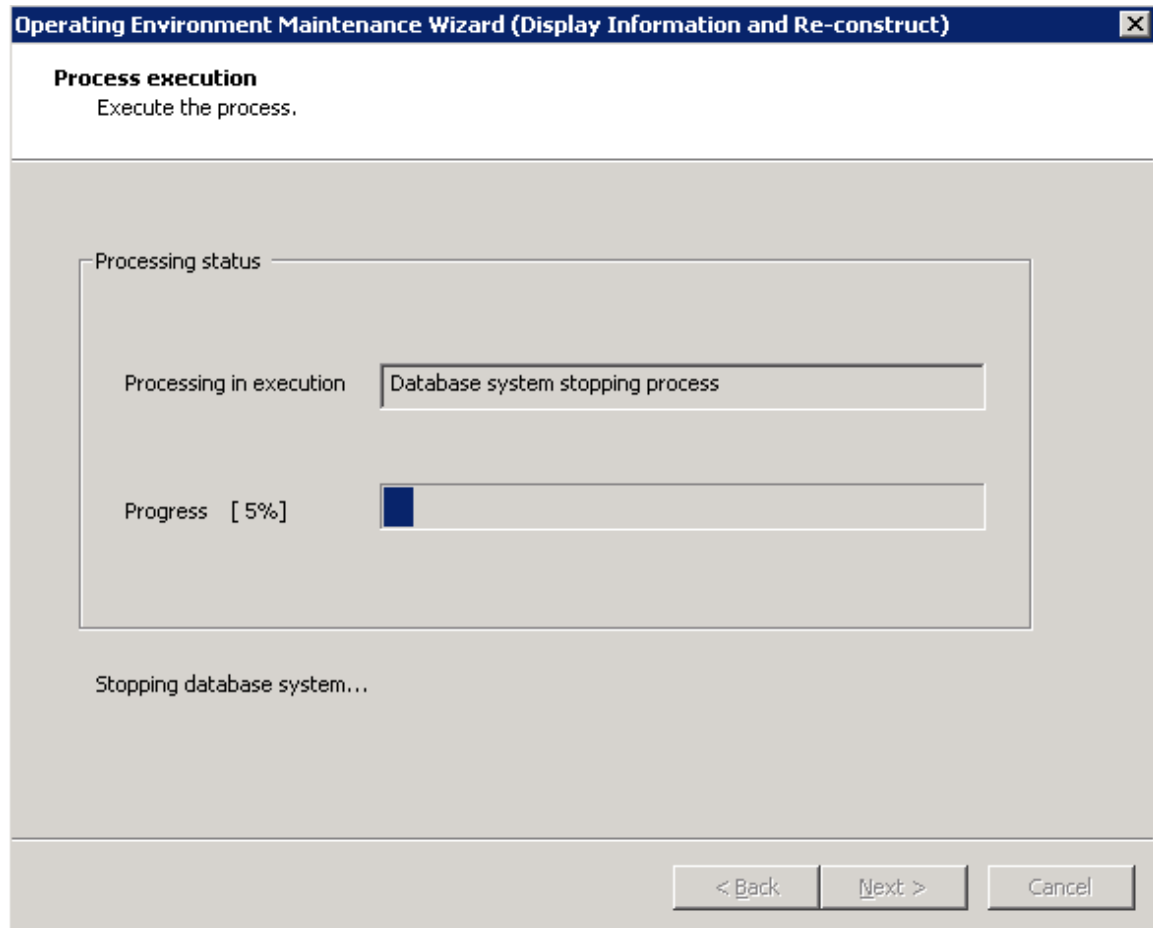 Operating Environment Maintenance Wizard (Display Information and Re-construct)
Process execution
Execute the process.
Processing status
Processing in execution
Database system stopping process
Progress [ 5%]
Stopping database system...
< Back
Next >
Cancel